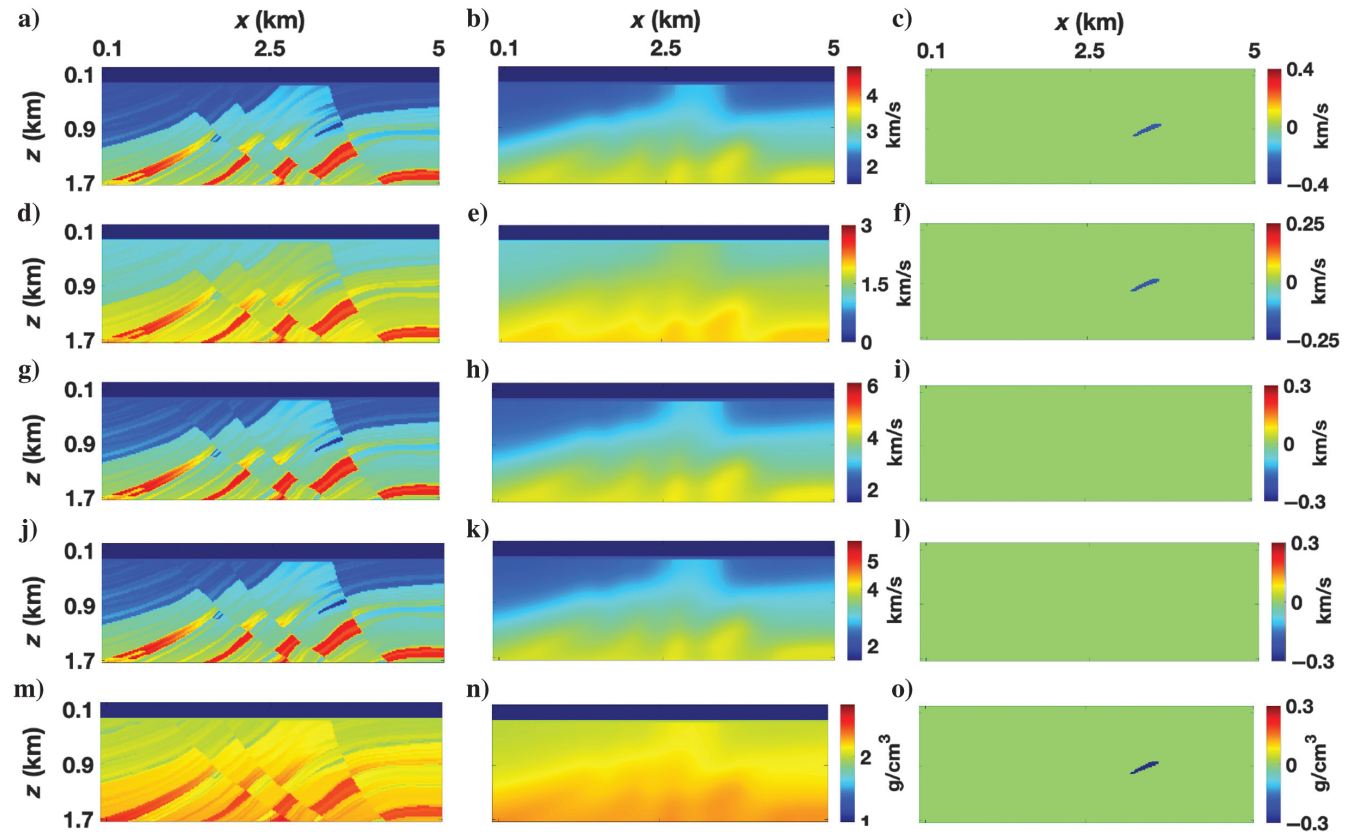 a) x (km) b) x (km) c) x (km)
0.1 2.5 5 0.1 2.5 5 0.1 2.5 5
0.1 0.9 1.7 z (km) 4 3 2 km/s 0.4 0 −0.4 km/s
d) e) f)
0.1 0.9 1.7 z (km) 3 1.5 0 km/s 0.25 0 −0.25 km/s
g) h) i)
0.1 0.9 1.7 z (km) 6 4 2 km/s 0.3 0 −0.3 km/s
j) k) l)
0.1 0.9 1.7 z (km) 5 4 3 2 km/s 0.3 0 −0.3 km/s
m) n) o)
0.1 0.9 1.7 z (km) 2 1 g/cm³ 0.3 0 −0.3 g/cm³